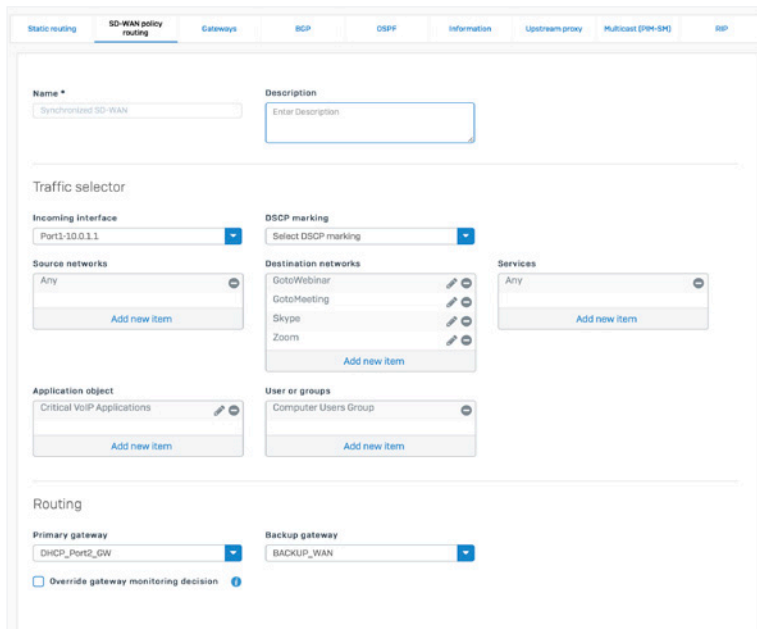 Static routing
SD-WAN policy routing
Gateways
BGP
OSPF
Information
Upstream proxy
Multicast (PIM-SM)
RIP
Name *
Description
Synchronized SD-WAN
Enter Description
Traffic selector
Incoming interface
DSCP marking
Port1-10.0.1.1
Select DSCP marking
Source networks
Destination networks
Services
Any
GotoWebinar
Any
GotoMeeting
Skype
Zoom
Add new item
Add new item
Add new item
Application object
User or groups
Critical VoIP Applications
Computer Users Group
Add new item
Add new item
Routing
Primary gateway
Backup gateway
DHCP_Port2_GW
BACKUP_WAN
Override gateway monitoring decision